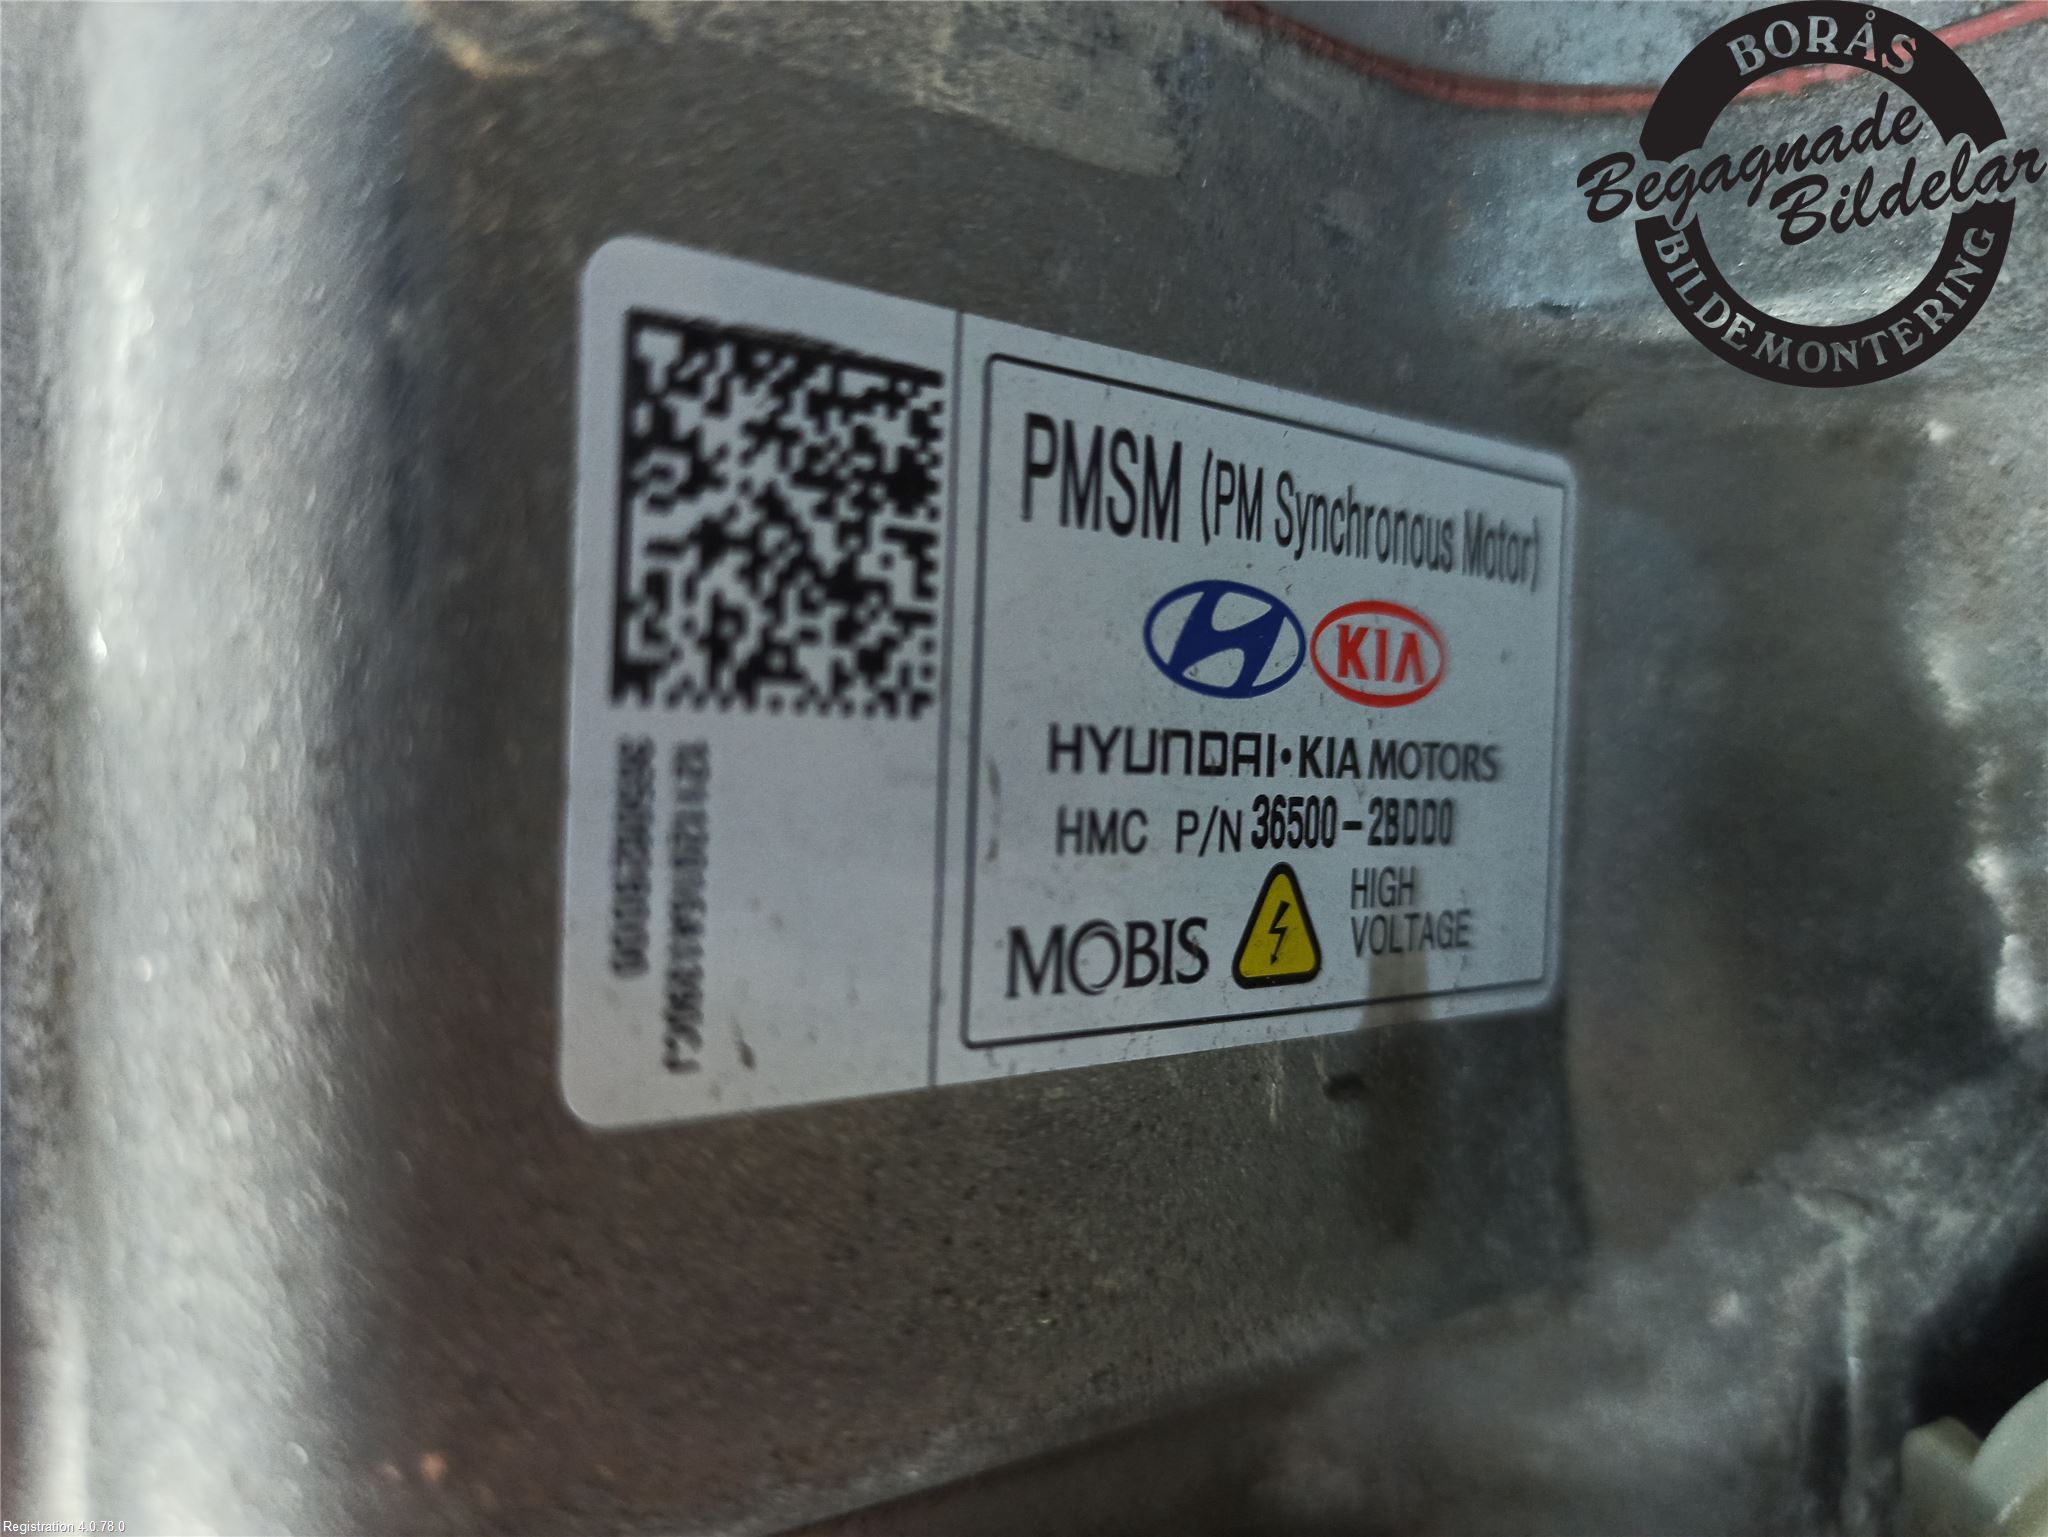 BORÅS
Begagnade
Bildelar
BILDEMONTERING
PMSM (PM Synchronous Motor)
KIA
HYUNDAI·KIA MOTORS
HMC P/N 36500-2BDD0
MOBIS
HIGH
VOLTAGE
Registration 4.0.78.0